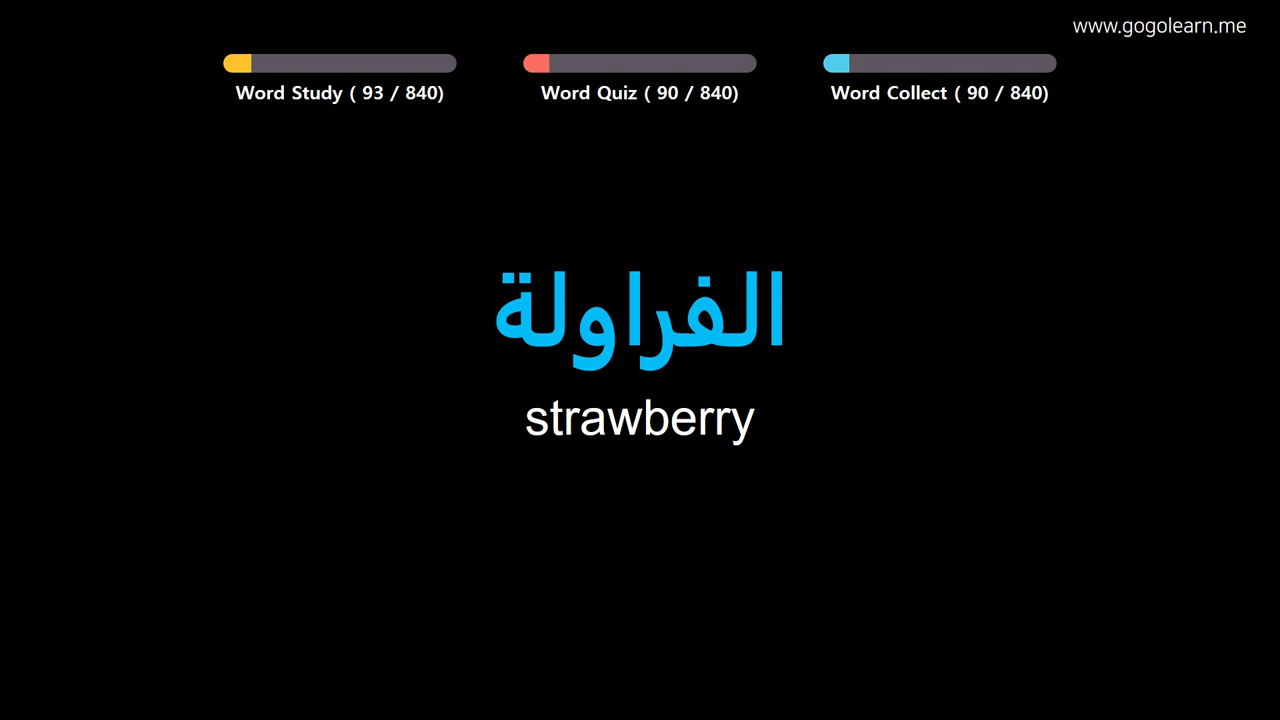 www.gogolearn.me
Word Study ( 93 / 840)
Word Quiz ( 90 / 840)
Word Collect ( 90 / 840)
الفراولة
strawberry